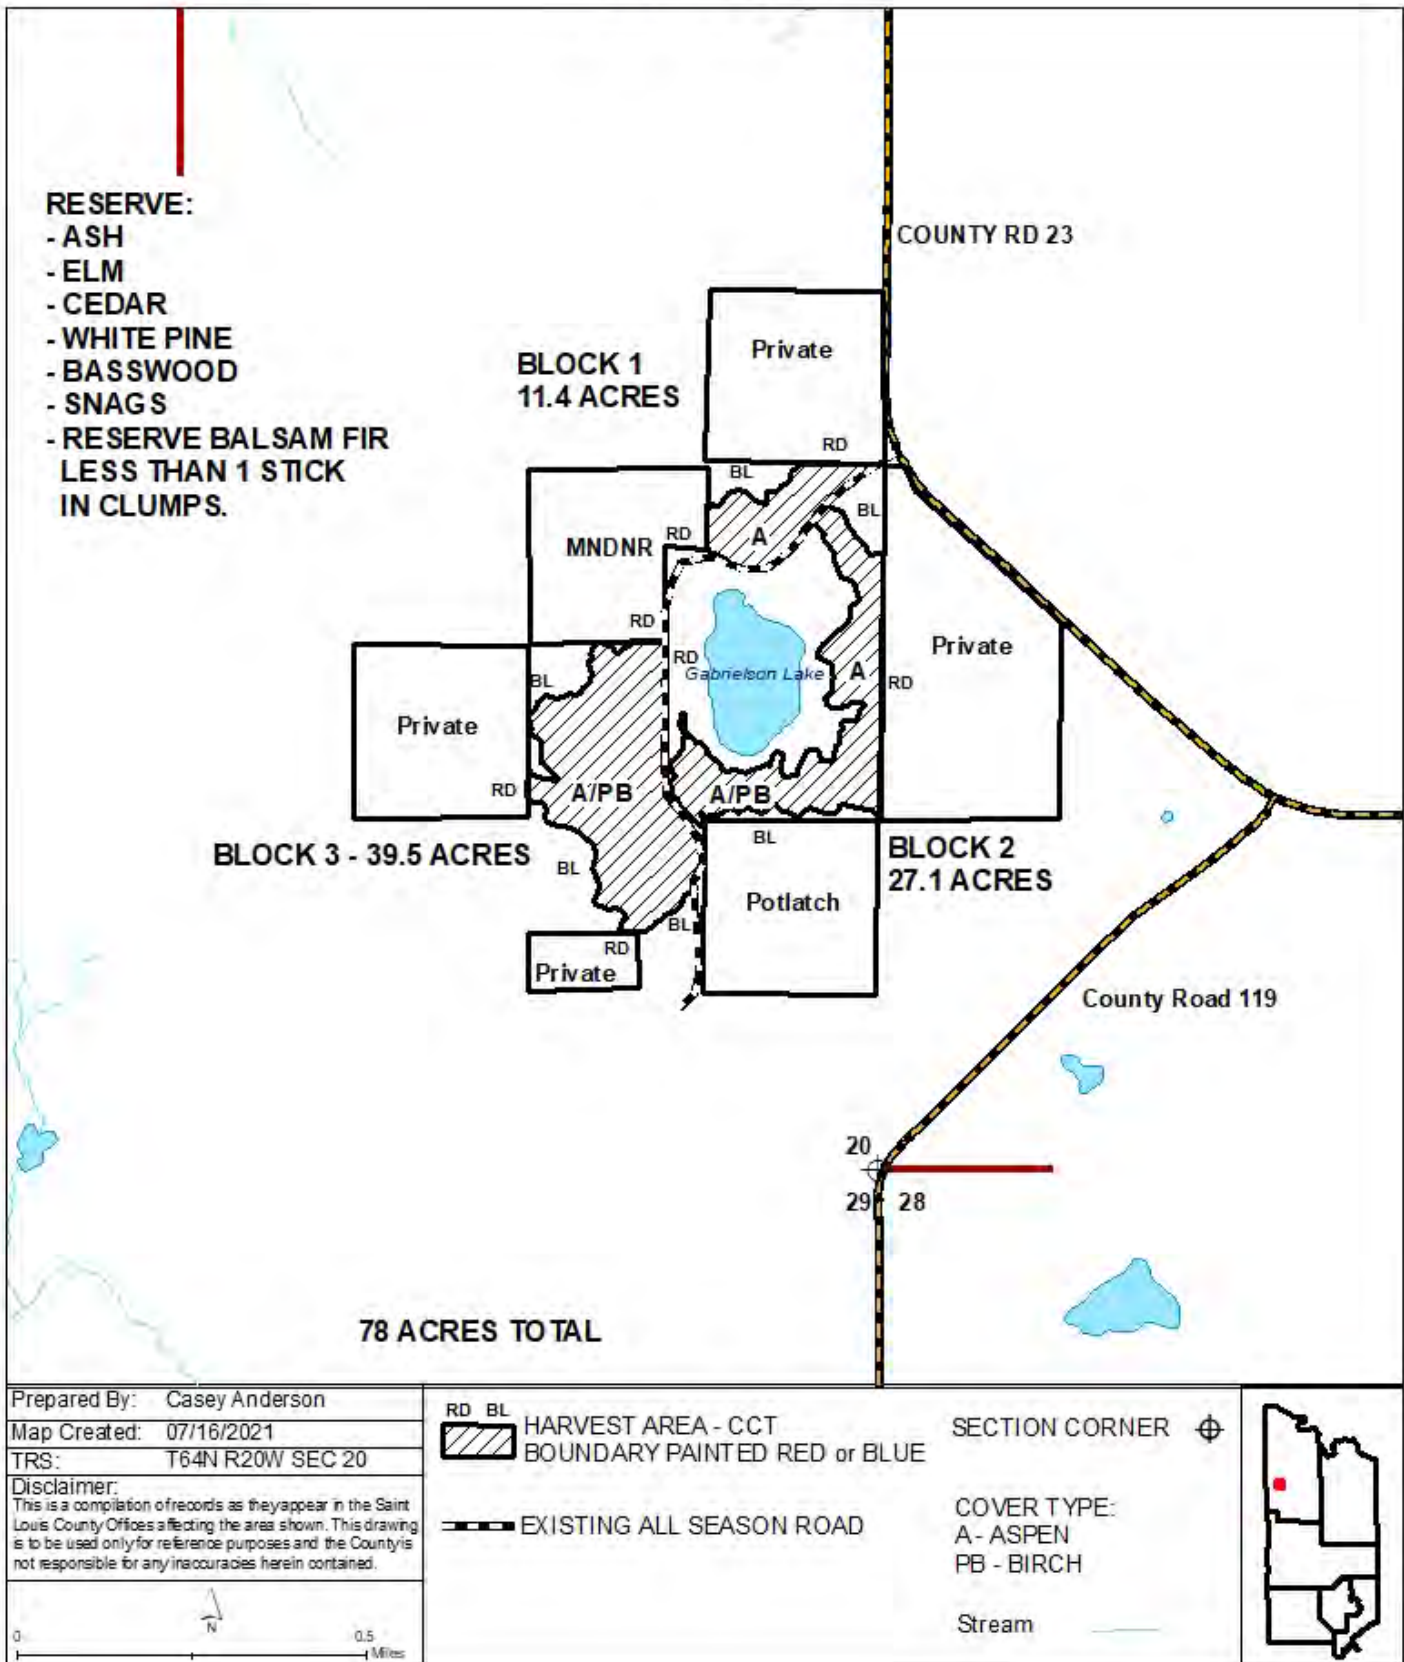 RESERVE:
- ASH
- ELM
- CEDAR
- WHITE PINE
- BASSWOOD
- SNAGS
- RESERVE BALSAM FIR
LESS THAN 1 STICK
IN CLUMPS.
COUNTY RD 23
Private
BLOCK 1
11.4 ACRES
RD
BL
BL
RD
MNDNR
A
RD
RD
Private
Gabrielson Lake
A
RD
BL
Private
RD
A/PB
A/PB
BL
BLOCK 3 - 39.5 ACRES
BLOCK 2
27.1 ACRES
BL
Potlatch
BL
RD
Private
County Road 119
20
29
28
78 ACRES TOTAL
Prepared By: Casey Anderson
Map Created: 07/16/2021
TRS: T64N R20W SEC 20
Disclaimer:
This is a compilation of records as they appear in the Saint
Louis County Offices affecting the area shown. This drawing
is to be used only for reference purposes and the County is
not responsible for any inaccuracies herein contained.
N
0 0.5
Miles
RD BL
HARVEST AREA - CCT
BOUNDARY PAINTED RED or BLUE
EXISTING ALL SEASON ROAD
SECTION CORNER
COVER TYPE:
A - ASPEN
PB - BIRCH
Stream